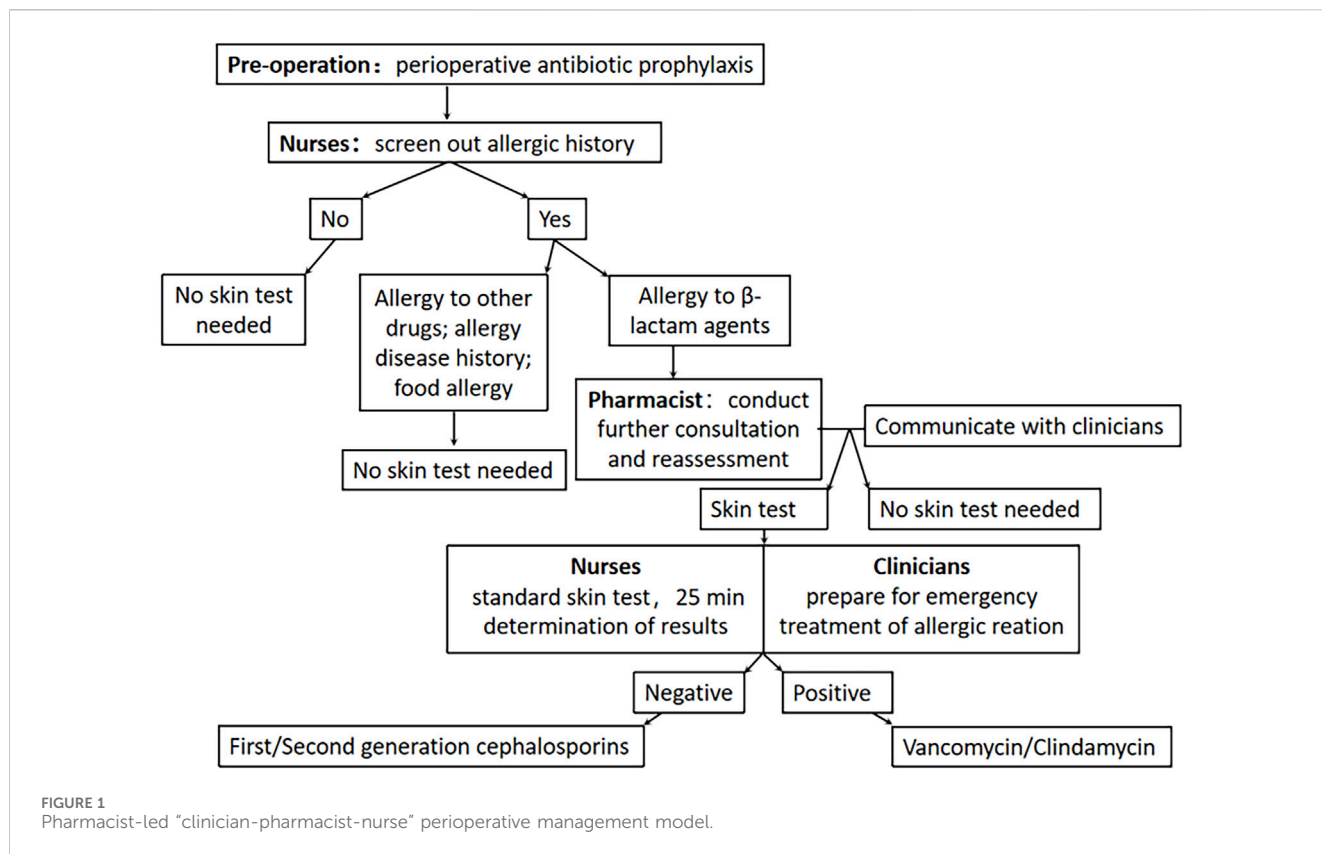 Pre-operation：perioperative antibiotic prophylaxis
Nurses：screen out allergic history
No
Yes
No skin test
needed
Allergy to other
drugs; allergy
disease history;
food allergy
Allergy to β-
lactam agents
Pharmacist：conduct
further consultation
and reassessment
Communicate with clinicians
No skin test needed
Skin test
No skin test needed
Nurses
standard skin test，25 min
determination of results
Clinicians
prepare for emergency
treatment of allergic reation
Negative
Positive
First/Second generation cephalosporins
Vancomycin/Clindamycin
FIGURE 1
Pharmacist-led “clinician-pharmacist-nurse” perioperative management model.